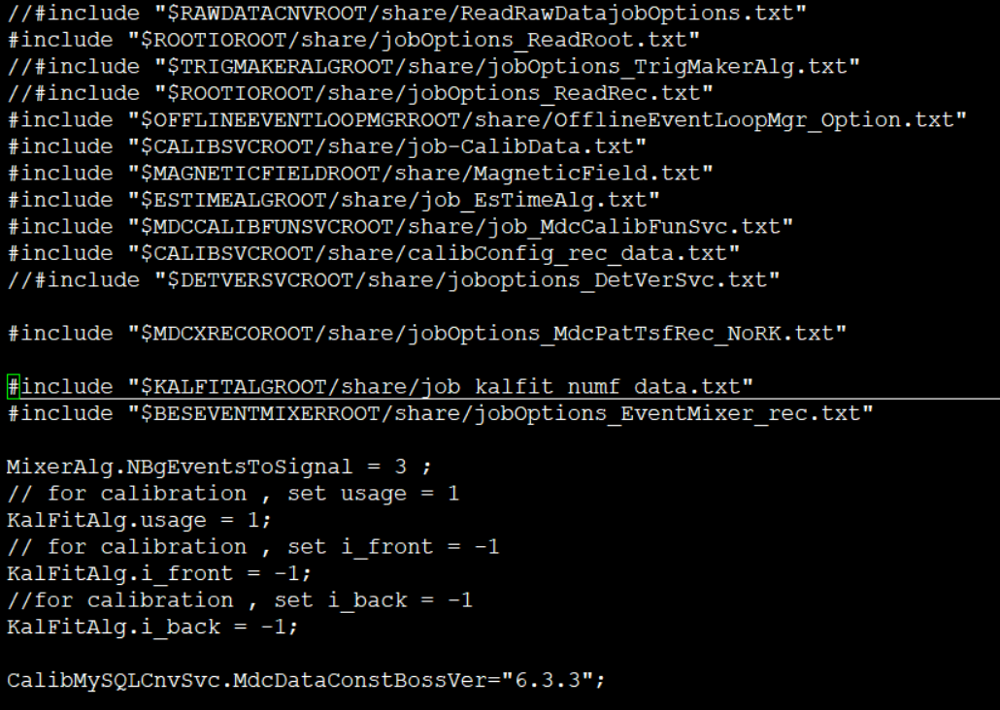 //#include "$RAWDATACNVROOT/share/ReadRawDatajobOptions.txt"
#include "$ROOTIOROOT/share/jobOptions_ReadRoot.txt"
//#include "$TRIGMAKERALGROOT/share/jobOptions_TrigMakerAlg.txt"
//#include "$ROOTIOROOT/share/jobOptions_ReadRec.txt"
#include "$OFFLINEEVENTLOOPMGRROOT/share/OfflineEventLoopMgr_Option.txt"
#include "$CALIBSVCROOT/share/job-CalibData.txt"
#include "$MAGNETICFIELDROOT/share/MagneticField.txt"
#include "$ESTIMEALGROOT/share/job_EsTimeAlg.txt"
#include "$MDCCALIBFUNSVCROOT/share/job_MdcCalibFunSvc.txt"
#include "$CALIBSVCROOT/share/calibConfig_rec_data.txt"
//#include "$DETVERSVCROOT/share/joboptions_DetVerSvc.txt"
#include "$MDCXRECOROOT/share/jobOptions_MdcPatTsfRec_NoRK.txt"
#include "$KALFITALGROOT/share/job_kalfit_numf_data.txt"
#include "$BESEVENTMIXERROOT/share/jobOptions_EventMixer_rec.txt"
MixerAlg.NBgEventsToSignal = 3 ;
// for calibration , set usage = 1
KalFitAlg.usage = 1;
// for calibration , set i_front = -1
KalFitAlg.i_front = -1;
//for calibration , set i_back = -1
KalFitAlg.i_back = -1;
CalibMySQLCnvSvc.MdcDataConstBossVer="6.3.3";